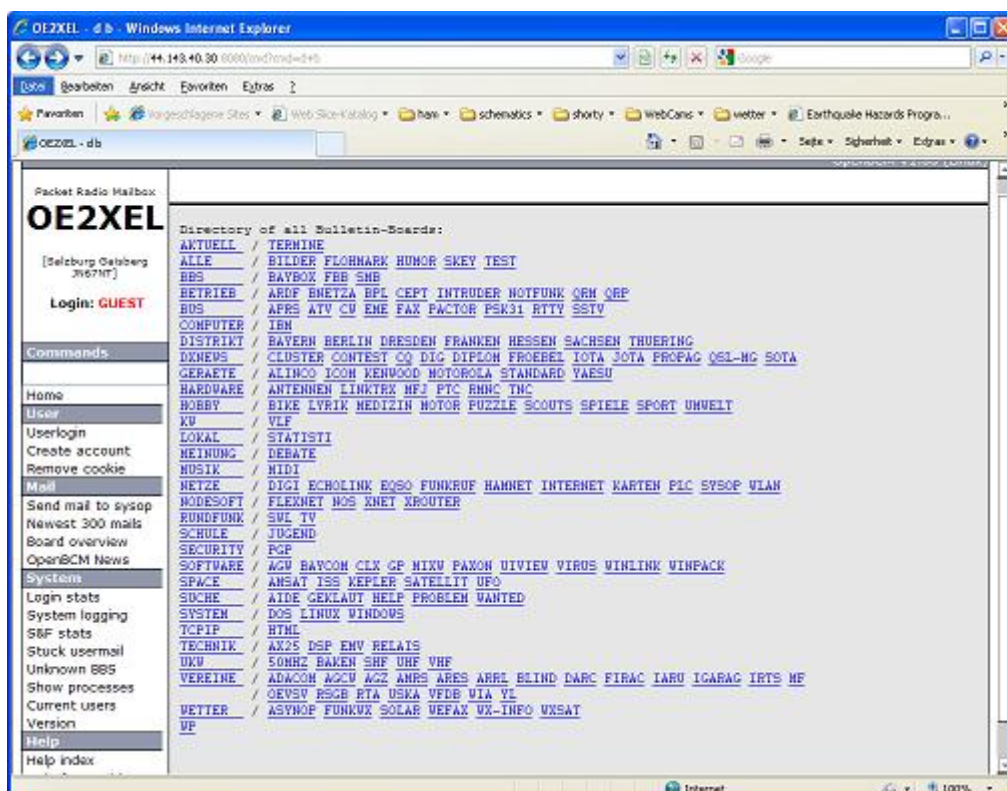 OE2XEL - d b - Windows Internet Explorer
http://44.143.40.30:8080/cmd?cmd=d+b
Google
Datei Bearbeiten Ansicht Favoriten Extras ?
Favoriten Vorgeschlagene Sites Web Slice-Katalog ham schematics shorty WebCams wetter Earthquake Hazards Progra...
OE2XEL - d b
Seite Sicherheit Extras
Packet Radio Mailbox
OE2XEL
[Salzburg Gaisberg
JN67NT]
Login: GUEST
Commands
Home
User
Userlogin
Create account
Remove cookie
Mail
Send mail to sysop
Newest 300 mails
Board overview
OpenBCM News
System
Login stats
System logging
S&F stats
Stuck usermail
Unknown BBS
Show processes
Current users
Version
Help
Help index
Directory of all Bulletin-Boards:
AKTUELL / TERMINE
ALLE / BILDER FLOHMARK HUMOR SKEY TEST
BBS / BAYBOX FBB SMB
BETRIEB / ARDF BNETZA BPL CEPT INTRUDER NOTFUNK QRM QRP
BUS / APRS ATV CW EME FAX PACTOR PSK31 RTTY SSTV
COMPUTER / IBM
DISTRIKT / BAYERN BERLIN DRESDEN FRANKEN HESSEN SACHSEN THUERING
DXNEWS / CLUSTER CONTEST CQ DIG DIPLOM FROEBEL IOTA JOTA PROPAG QSL-MG SOTA
GERAETE / ALINCO ICOM KENWOOD MOTOROLA STANDARD YAESU
HARDWARE / ANTENNEN LINKTRX MFJ PTC RMNC TNC
HOBBY / BIKE LYRIK MEDIZIN MOTOR PUZZLE SCOUTS SPIELE SPORT UMWELT
KW / VLF
LOKAL / STATISTI
MEINUNG / DEBATE
MUSIK / MIDI
NETZE / DIGI ECHOLINK EQSO FUNKRUF HAMNET INTERNET KARTEN PLC SYSOP WLAN
NODESOFT / FLEXNET NOS XNET XROUTER
RUNDFUNK / SWL TV
SCHULE / JUGEND
SECURITY / PGP
SOFTWARE / AGW BAYCOM CLX GP MIXW PAXON UIVIEW VIRUS WINLINK WINPACK
SPACE / AMSAT ISS KEPLER SATELLIT UFO
SUCHE / AIDE GEKLAUT HELP PROBLEM WANTED
SYSTEM / DOS LINUX WINDOWS
TCPIP / HTML
TECHNIK / AX25 DSP EMV RELAIS
UKW / 50MHZ BAKEN SHF UHF VHF
VEREINE / ADACOM AGCW AGZ AMRS ARES ARRL BLIND DARC FIRAC IARU IGARAG IRTS MF
/ OEVSV RSGB RTA USKA VFDB WIA YL
WETTER / ASYNOP FUNKWX SOLAR WEFAX WX-INFO WXSAT
WP
Internet 100%